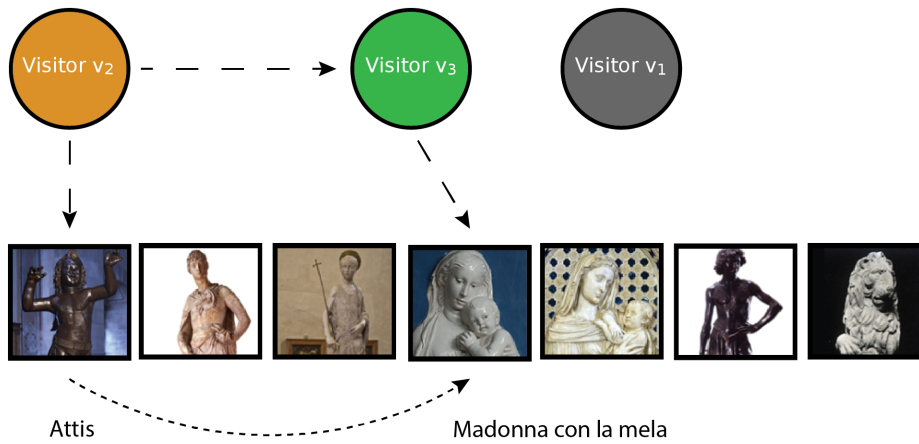 Visitor v₂
Visitor v₃
Visitor v₁
Attis
Madonna con la mela